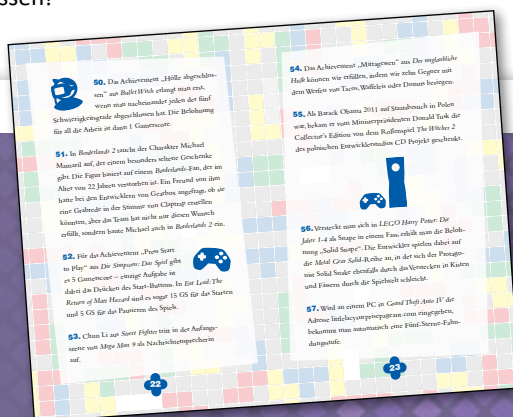 ssen?
50. Das Achievement „Hölle abgeschlos-
sen" aus Bullet Witch erlangt man erst,
wenn man nacheinander jeden der fünf
Schwierigkeitsgrade abgeschlossen hat. Die Belohnung
für all die Arbeit ist dann 1 Gamerscore.
51. In Borderlands 2 taucht der Charakter Michael
Mamaril auf, der einem besonders seltene Geschenke
gibt. Die Figur basiert auf einem Borderlands-Fan, der im
Alter von 22 Jahren verstorben ist. Ein Freund von ihm
hatte bei den Entwicklern von Gearbox angefragt, ob sie
eine Grabrede in der Stimme von Claptrap erstellen
könnten, aber das Team hat nicht nur diesen Wunsch
erfüllt, sondern baute Michael auch in Borderlands 2 ein.
52. Für das Achievement „Press Start
to Play" aus Die Simpsons: Das Spiel gibt
es 5 Gamerscore – einzige Aufgabe ist
dabei das Drücken des Start-Buttons. In Eat Lead: The
Return of Matt Hazard sind es sogar 15 GS für das Starten
und 5 GS für das Pausieren des Spiels.
53. Chun Li aus Street Fighter tritt in der Anfangs-
szene von Mega Man 9 als Nachrichtensprecherin
auf.
22
54. Das Achievement „Mittagessen" aus Der unglaubliche
Hulk können wir erfüllen, indem wir zehn Gegner mit
dem Werfen von Tacos, Waffeleis oder Donuts besiegen.
55. Als Barack Obama 2011 auf Staatsbesuch in Polen
war, bekam er vom Ministerpräsidenten Donald Tusk die
Collector's Edition von dem Rollenspiel The Witcher 2
des polnischen Entwicklerstudios CD Projekt geschenkt.
56. Versteckt man sich in LEGO Harry Potter: Die
Jahre 1-4 als Snape in einem Fass, erhält man die Beloh-
nung „Solid Snape". Die Entwickler spielen dabei auf
die Metal Gear Solid-Reihe an, in der sich der Protago-
nist Solid Snake ebenfalls durch das Verstecken in Kisten
und Fässern durch die Spielwelt schleicht.
57. Wird an einem PC in Grand Theft Auto IV die
Adresse littlelacysurprisepageant.com eingegeben,
bekommt man automatisch eine Fünf-Sterne-Fahn-
dungsstufe.
23